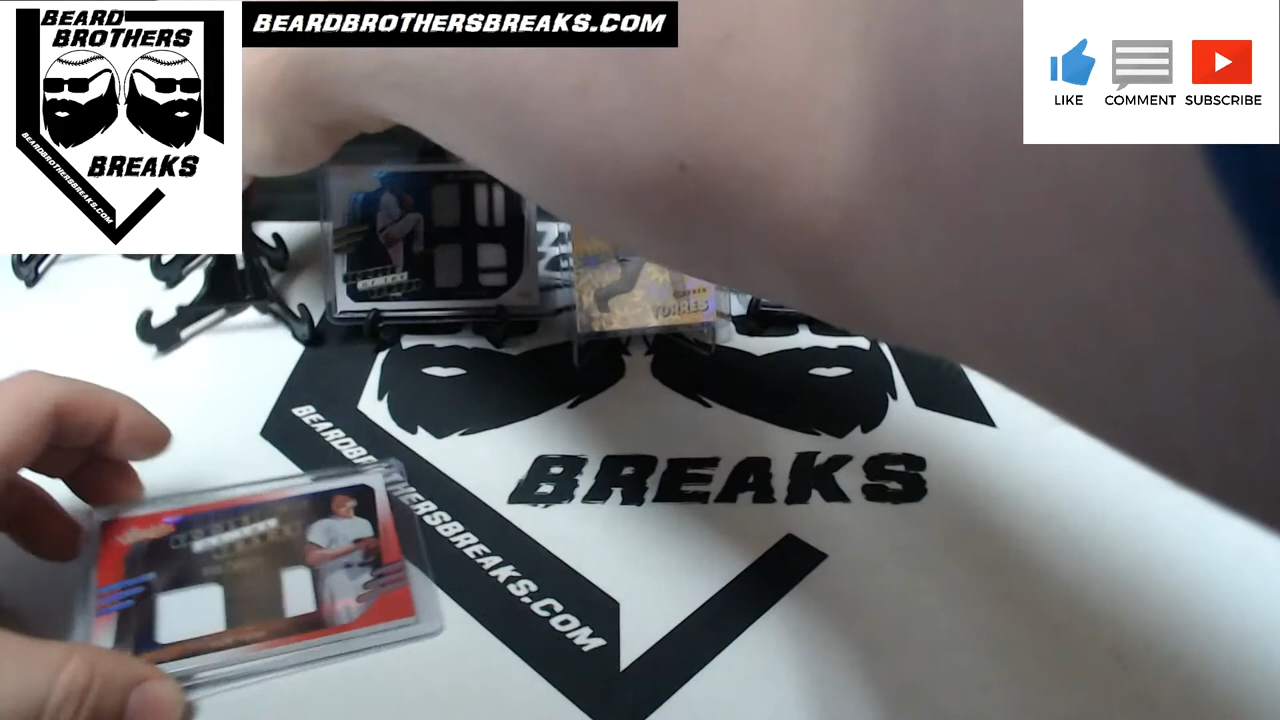 BEARD
BROTHERS
BREAKS
BEARDBROTHERSBREAKS.COM
BEARDBROTHERSBREAKS.COM
LIKE
COMMENT
SUBSCRIBE
TORRES
BREAKS
BEARDBROTHERSBREAKS.COM